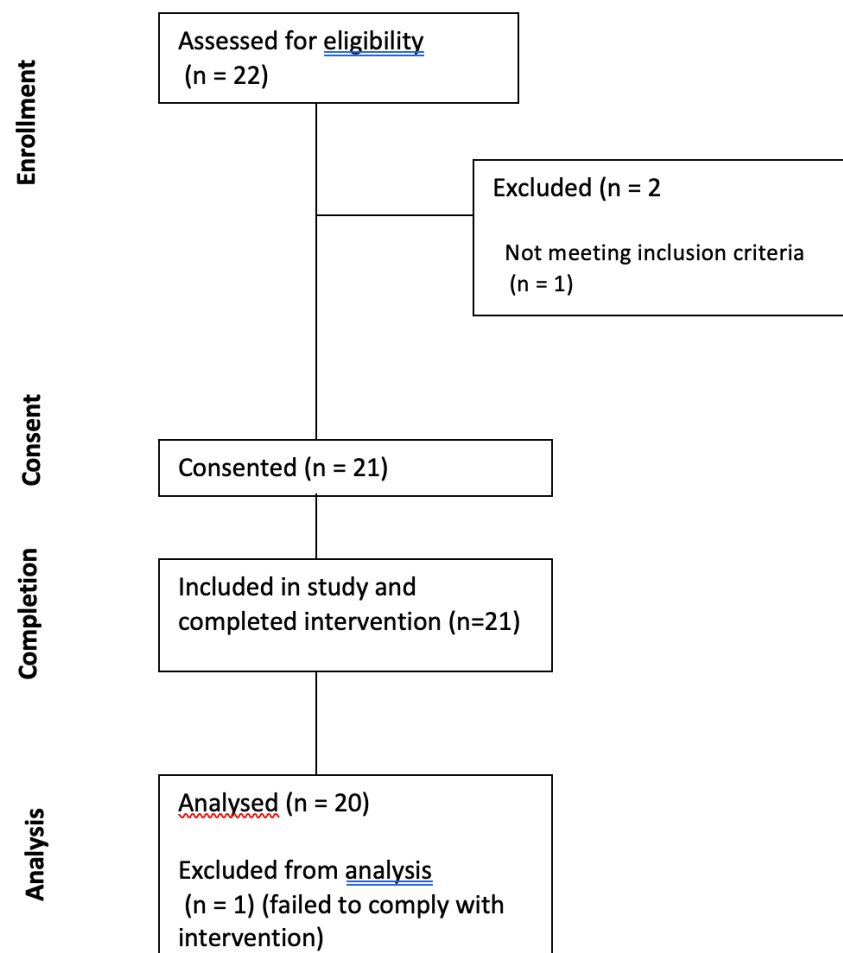 Enrollment
Assessed for eligibility
(n = 22)
Excluded (n = 2
Not meeting inclusion criteria
(n = 1)
Consent
Consented (n = 21)
Completion
Included in study and
completed intervention (n=21)
Analysis
Analysed (n = 20)
Excluded from analysis
(n = 1) (failed to comply with
intervention)